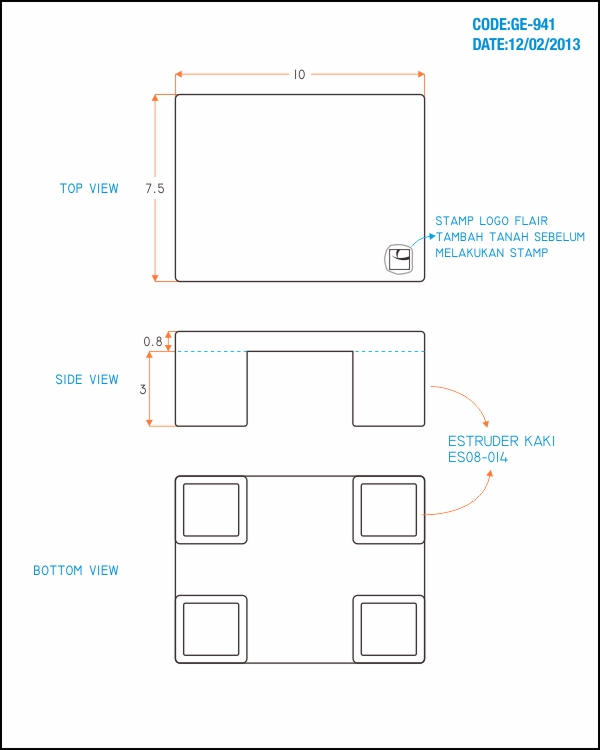 CODE:GE-941
DATE:12/02/2013
10
TOP VIEW
7.5
STAMP LOGO FLAIR
TAMBAH TANAH SEBELUM
MELAKUKAN STAMP
0.8
SIDE VIEW
3
ESTRUDER KAKI
ES08-014
BOTTOM VIEW